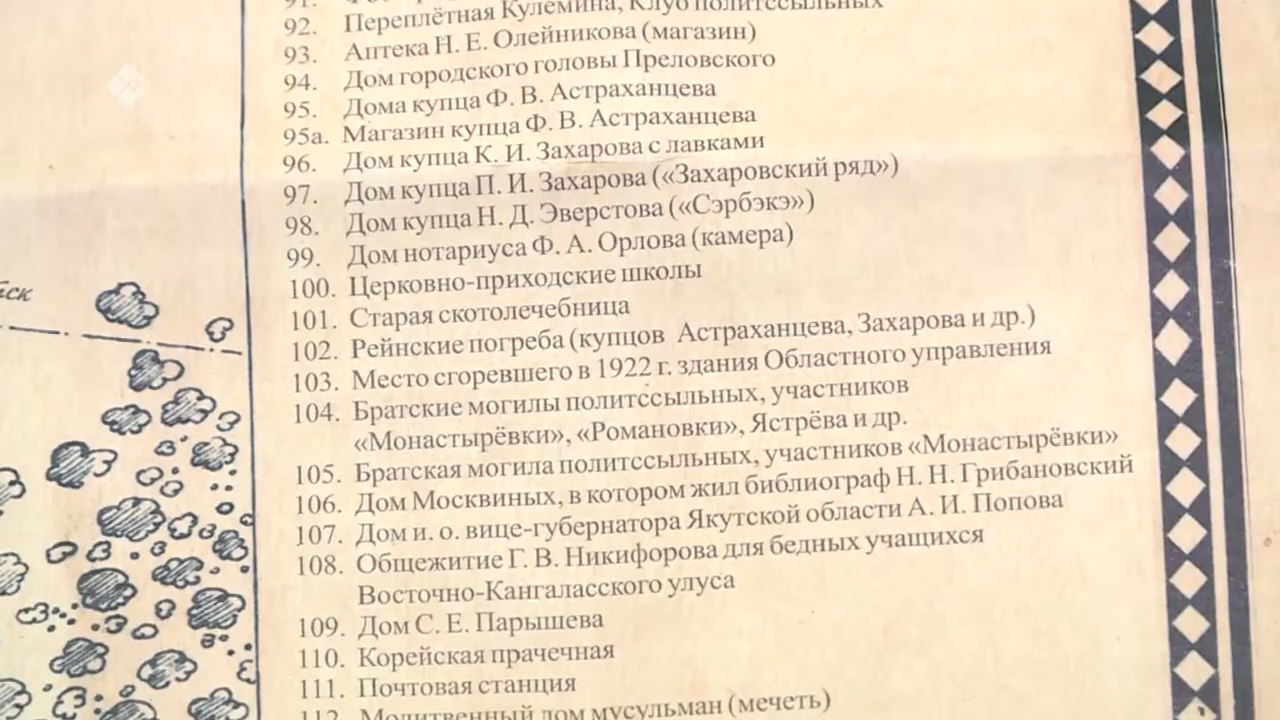 91.
92. Переплётная Кулемина, Клуб политссыльных
93. Аптека Н. Е. Олейникова (магазин)
94. Дом городского головы Преловского
95. Дома купца Ф. В. Астраханцева
95а. Магазин купца Ф. В. Астраханцева
96. Дом купца К. И. Захарова с лавками
97. Дом купца П. И. Захарова («Захаровский ряд»)
98. Дом купца Н. Д. Эверстова («Сэрбэкэ»)
99. Дом нотариуса Ф. А. Орлова (камера)
100. Церковно-приходские школы
101. Старая скотолечебница
102. Рейнские погреба (купцов Астраханцева, Захарова и др.)
103. Место сгоревшего в 1922 г. здания Областного управления
104. Братские могилы политссыльных, участников
«Монастырёвки», «Романовки», Ястрёва и др.
105. Братская могила политссыльных, участников «Монастырёвки»
106. Дом Москвиных, в котором жил библиограф Н. Н. Грибановский
107. Дом и. о. вице-губернатора Якутской области А. И. Попова
108. Общежитие Г. В. Никифорова для бедных учащихся
Восточно-Кангаласского улуса
109. Дом С. Е. Парышева
110. Корейская прачечная
111. Почтовая станция
112. Молитвенный дом мусульман (мечеть)